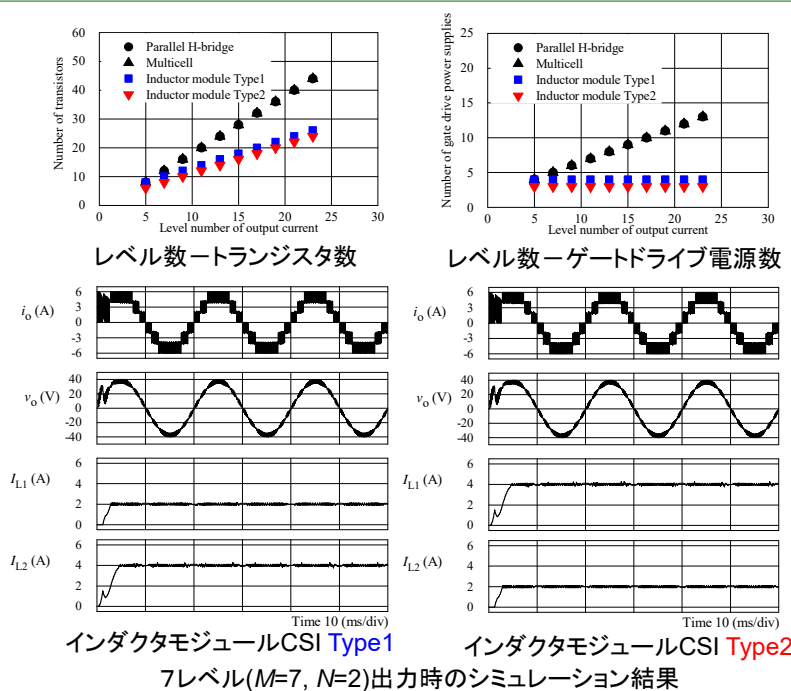 60
50
40
30
20
10
0
Number of transistors
Parallel H-bridge
Multicell
Inductor module Type1
Inductor module Type2
0 5 10 15 20 25 30
Level number of output current
レベル数－トランジスタ数
25
20
15
10
5
0
Number of gate drive power supplies
Parallel H-bridge
Multicell
Inductor module Type1
Inductor module Type2
0 5 10 15 20 25 30
Level number of output current
レベル数－ゲートドライブ電源数
io (A)
6
3
0
-3
-6
vo (V)
40
20
0
-20
-40
IL1 (A)
6
4
2
0
IL2 (A)
6
4
2
0
Time 10 (ms/div)
インダクタモジュールCSI Type1
io (A)
6
3
0
-3
-6
vo (V)
40
20
0
-20
-40
IL1 (A)
6
4
2
0
IL2 (A)
6
4
2
0
Time 10 (ms/div)
インダクタモジュールCSI Type2
7レベル(M=7, N=2)出力時のシミュレーション結果